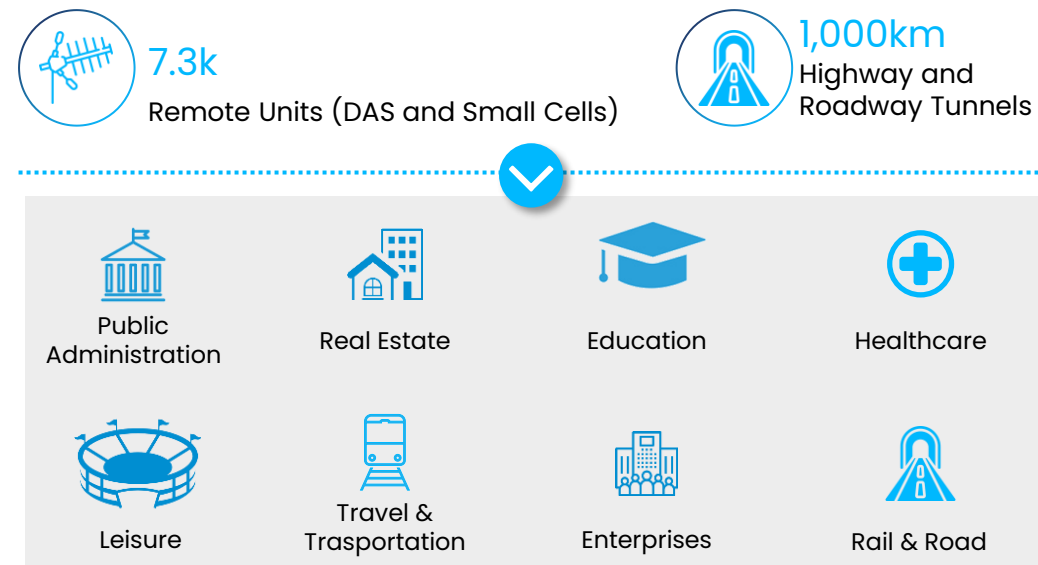 7.3k
Remote Units (DAS and Small Cells)
1,000km
Highway and
Roadway Tunnels
Public
Administration
Real Estate
Education
Healthcare
Leisure
Travel &
Trasportation
Enterprises
Rail & Road